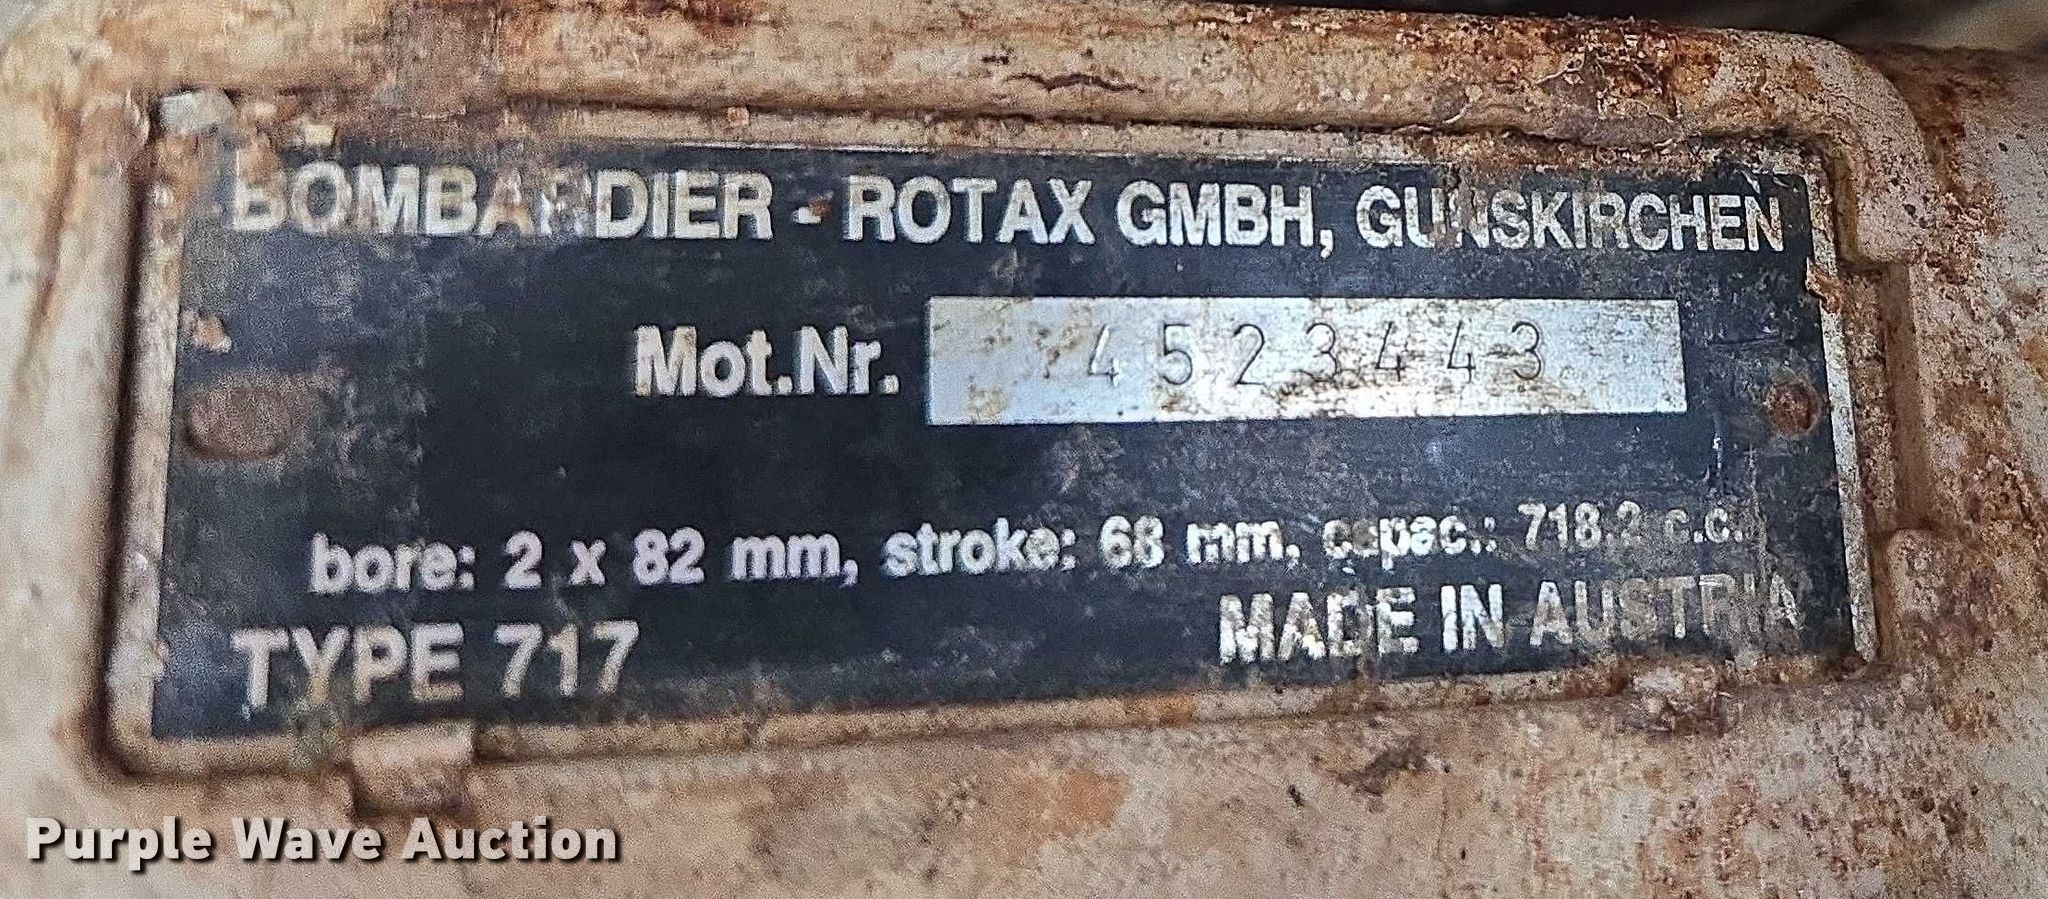 BOMBARDIER - ROTAX GMBH, GUNSKIRCHEN
Mot.Nr. 4523443
bore: 2 x 82 mm, stroke: 68 mm, capac.: 718.2 c.c.
TYPE 717
MADE IN AUSTRIA
Purple Wave Auction